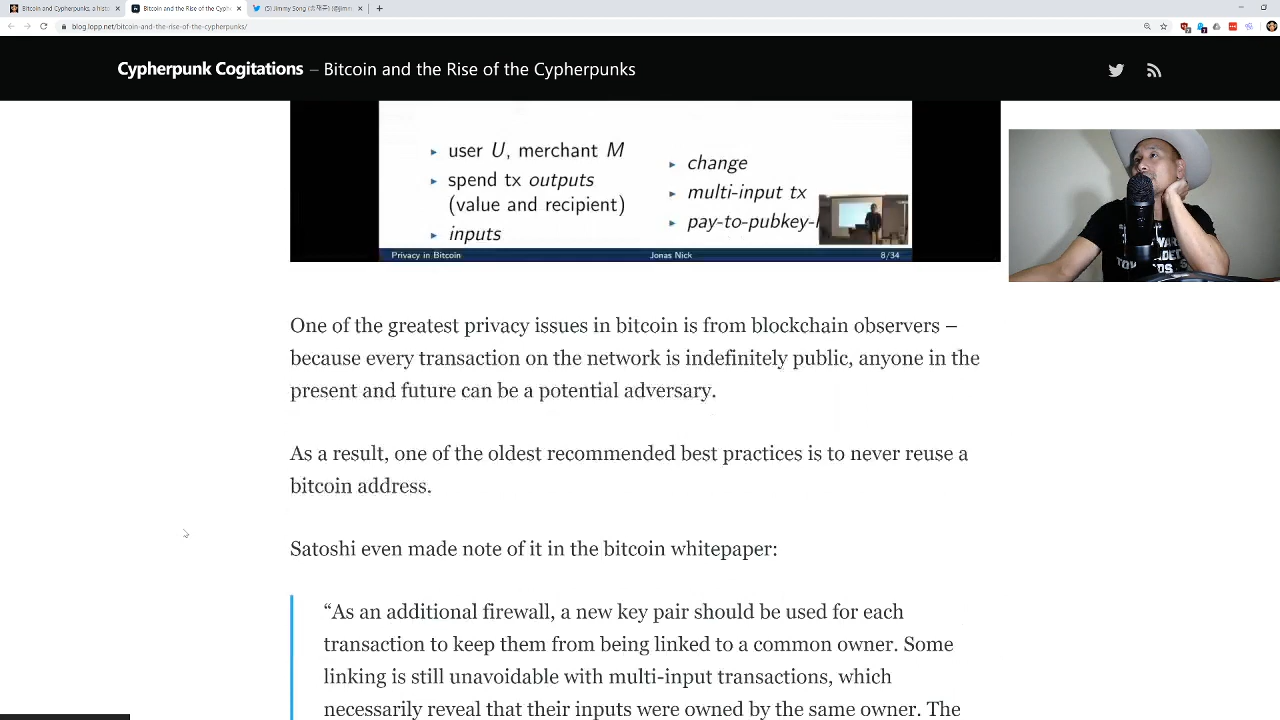 Bitcoin and Cypherpunks: a hist
Bitcoin and the Rise of the Cyph
(5) Jimmy Song (송재준) @jimm
blog.lopp.net/bitcoin-and-the-rise-of-the-cypherpunks/
Cypherpunk Cogitations – Bitcoin and the Rise of the Cypherpunks
user U, merchant M
spend tx outputs
(value and recipient)
inputs
change
multi-input tx
pay-to-pubkey-
Privacy in Bitcoin Jonas Nick 8/34
One of the greatest privacy issues in bitcoin is from blockchain observers –
because every transaction on the network is indefinitely public, anyone in the
present and future can be a potential adversary.
As a result, one of the oldest recommended best practices is to never reuse a
bitcoin address.
Satoshi even made note of it in the bitcoin whitepaper:
“As an additional firewall, a new key pair should be used for each
transaction to keep them from being linked to a common owner. Some
linking is still unavoidable with multi-input transactions, which
necessarily reveal that their inputs were owned by the same owner. The